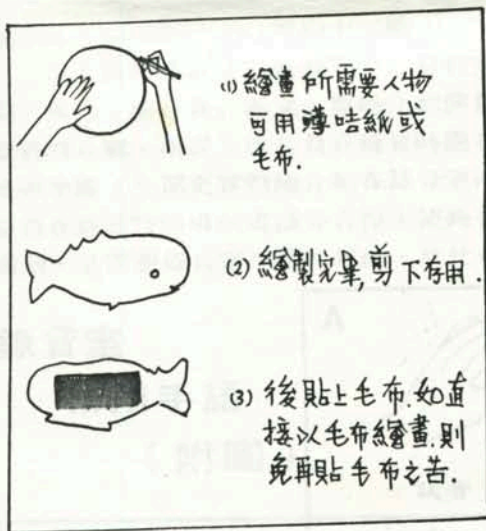 (1) 繪畫所需要人物
可用薄咭紙或
毛布.
(2) 繪製完畢,剪下存用.
(3) 後貼上毛布.如直
接以毛布繪畫.則
免再貼毛布之苦.